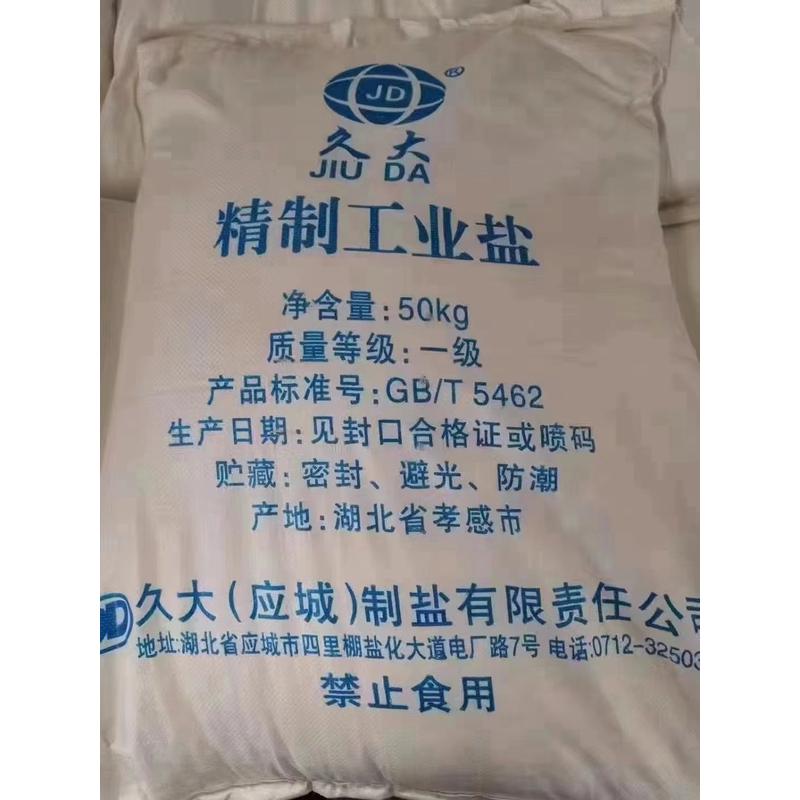 JD ®
久大
JIU DA
精制工业盐
净含量:50kg
质量等级:一级
产品标准号:GB/T 5462
生产日期:见封口合格证或喷码
贮藏:密封、避光、防潮
产地:湖北省孝感市
久大(应城)制盐有限责任公司
地址:湖北省应城市四里棚盐化大道电厂路7号 电话:0712-32503
禁止食用